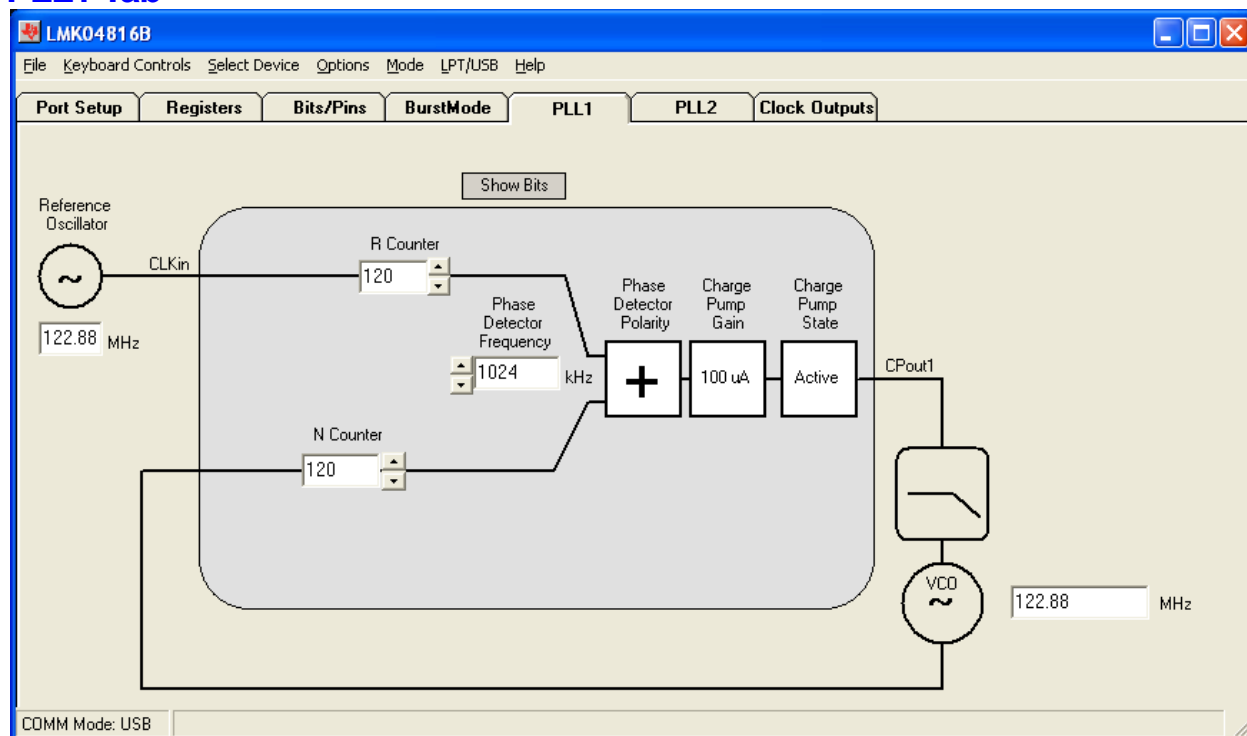 PLL1 Tab
LMK04816B
File Keyboard Controls Select Device Options Mode LPT/USB Help
Port Setup Registers Bits/Pins BurstMode PLL1 PLL2 Clock Outputs
Show Bits
Reference
Oscillator
~
122.88 MHz
CLKin
R Counter
120
Phase
Detector
Frequency
1024 kHz
N Counter
120
Phase
Detector
Polarity
+
Charge
Pump
Gain
100 uA
Charge
Pump
State
Active
CPout1
VCO
~
122.88 MHz
COMM Mode: USB